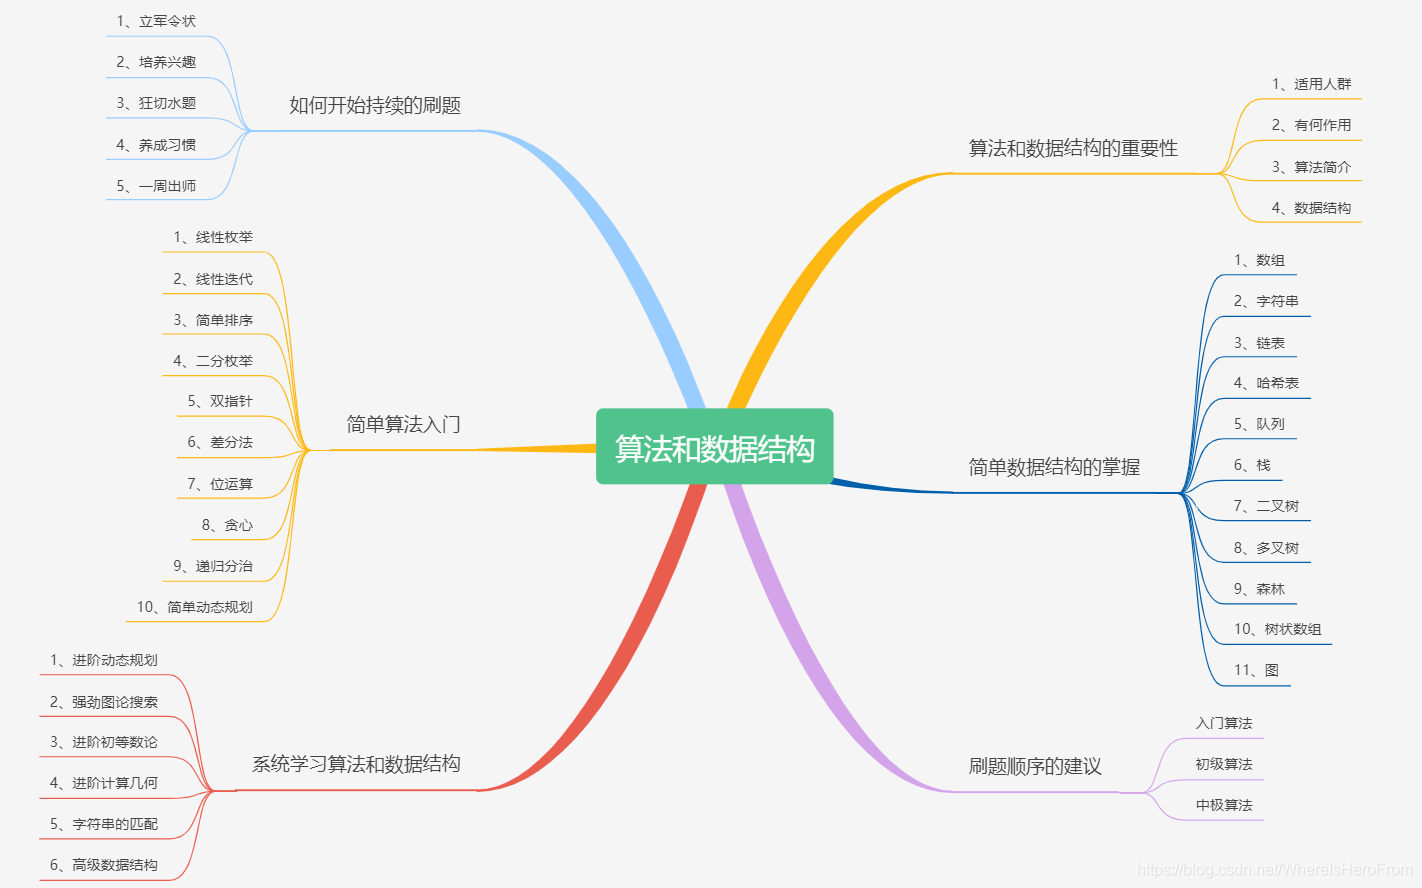 算法和数据结构
如何开始持续的刷题
1、立军令状
2、培养兴趣
3、狂切水题
4、养成习惯
5、一周出师
简单算法入门
1、线性枚举
2、线性迭代
3、简单排序
4、二分枚举
5、双指针
6、差分法
7、位运算
8、贪心
9、递归分治
10、简单动态规划
系统学习算法和数据结构
1、进阶动态规划
2、强劲图论搜索
3、进阶初等数论
4、进阶计算几何
5、字符串的匹配
6、高级数据结构
算法和数据结构的重要性
1、适用人群
2、有何作用
3、算法简介
4、数据结构
简单数据结构的掌握
1、数组
2、字符串
3、链表
4、哈希表
5、队列
6、栈
7、二叉树
8、多叉树
9、森林
10、树状数组
11、图
刷题顺序的建议
入门算法
初级算法
中极算法
https://blog.csdn.net/WhereIsHeroFrom